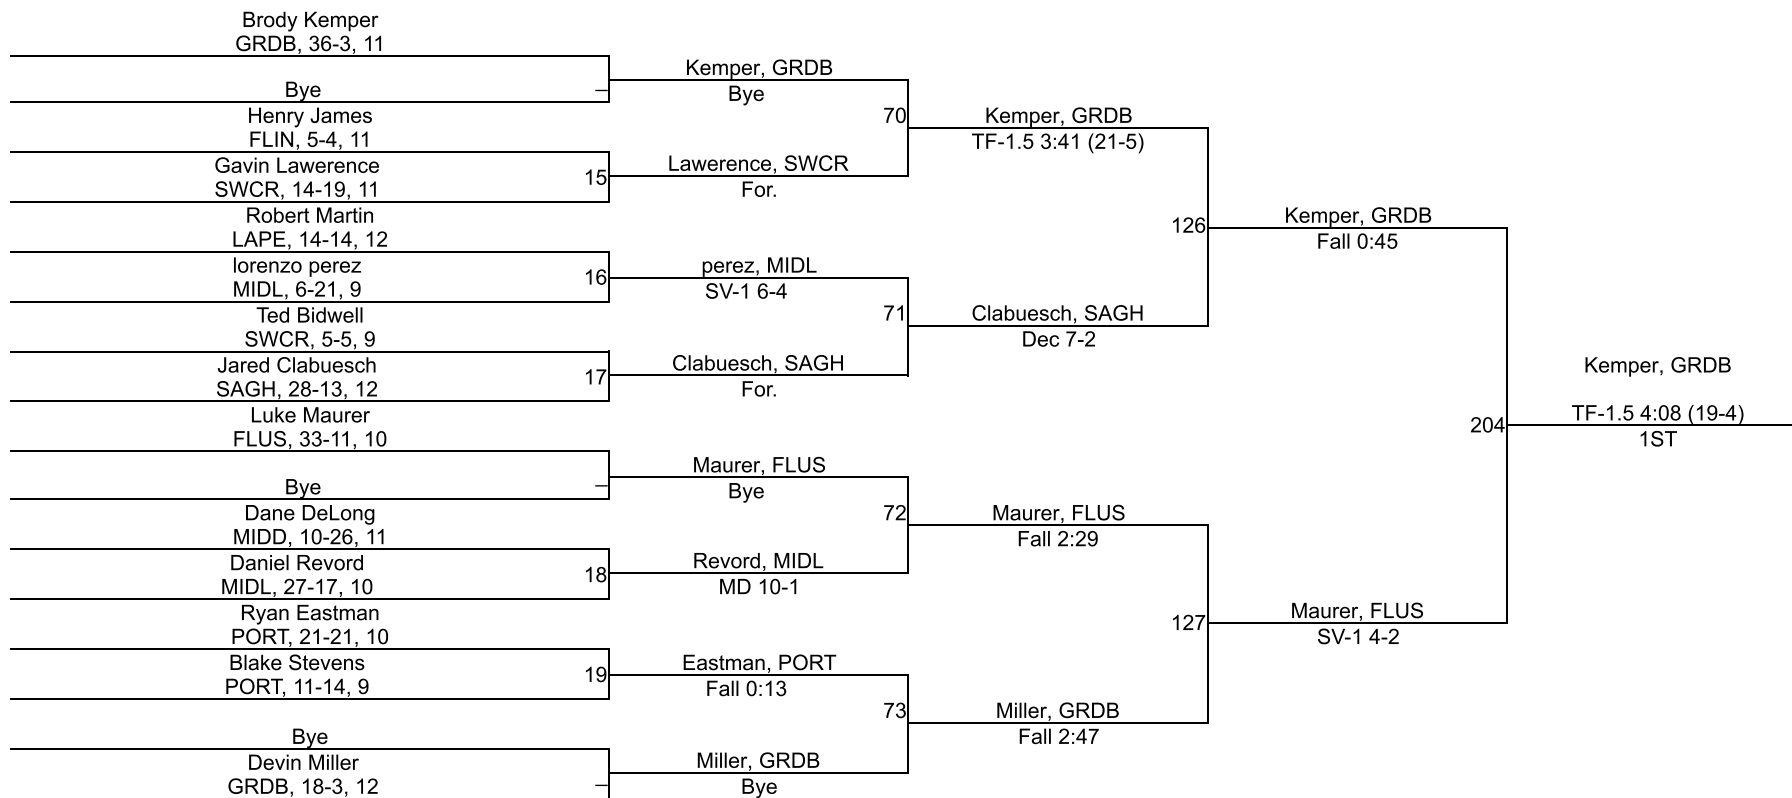 Brody Kemper
GRDB, 36-3, 11
Bye
Henry James
FLIN, 5-4, 11
Gavin Lawerence
SWCR, 14-19, 11
Robert Martin
LAPE, 14-14, 12
lorenzo perez
MIDL, 6-21, 9
Ted Bidwell
SWCR, 5-5, 9
Jared Clabuesch
SAGH, 28-13, 12
Luke Maurer
FLUS, 33-11, 10
Bye
Dane DeLong
MIDD, 10-26, 11
Daniel Revord
MIDL, 27-17, 10
Ryan Eastman
PORT, 21-21, 10
Blake Stevens
PORT, 11-14, 9
Bye
Devin Miller
GRDB, 18-3, 12
–
15
16
17
–
18
19
–
Kemper, GRDB
Bye
Lawerence, SWCR
For.
perez, MIDL
SV-1 6-4
Clabuesch, SAGH
For.
Maurer, FLUS
Bye
Revord, MIDL
MD 10-1
Eastman, PORT
Fall 0:13
Miller, GRDB
Bye
70
71
72
73
Kemper, GRDB
TF-1.5 3:41 (21-5)
Clabuesch, SAGH
Dec 7-2
Maurer, FLUS
Fall 2:29
Miller, GRDB
Fall 2:47
126
127
Kemper, GRDB
Fall 0:45
Maurer, FLUS
SV-1 4-2
204
Kemper, GRDB
TF-1.5 4:08 (19-4)
1ST